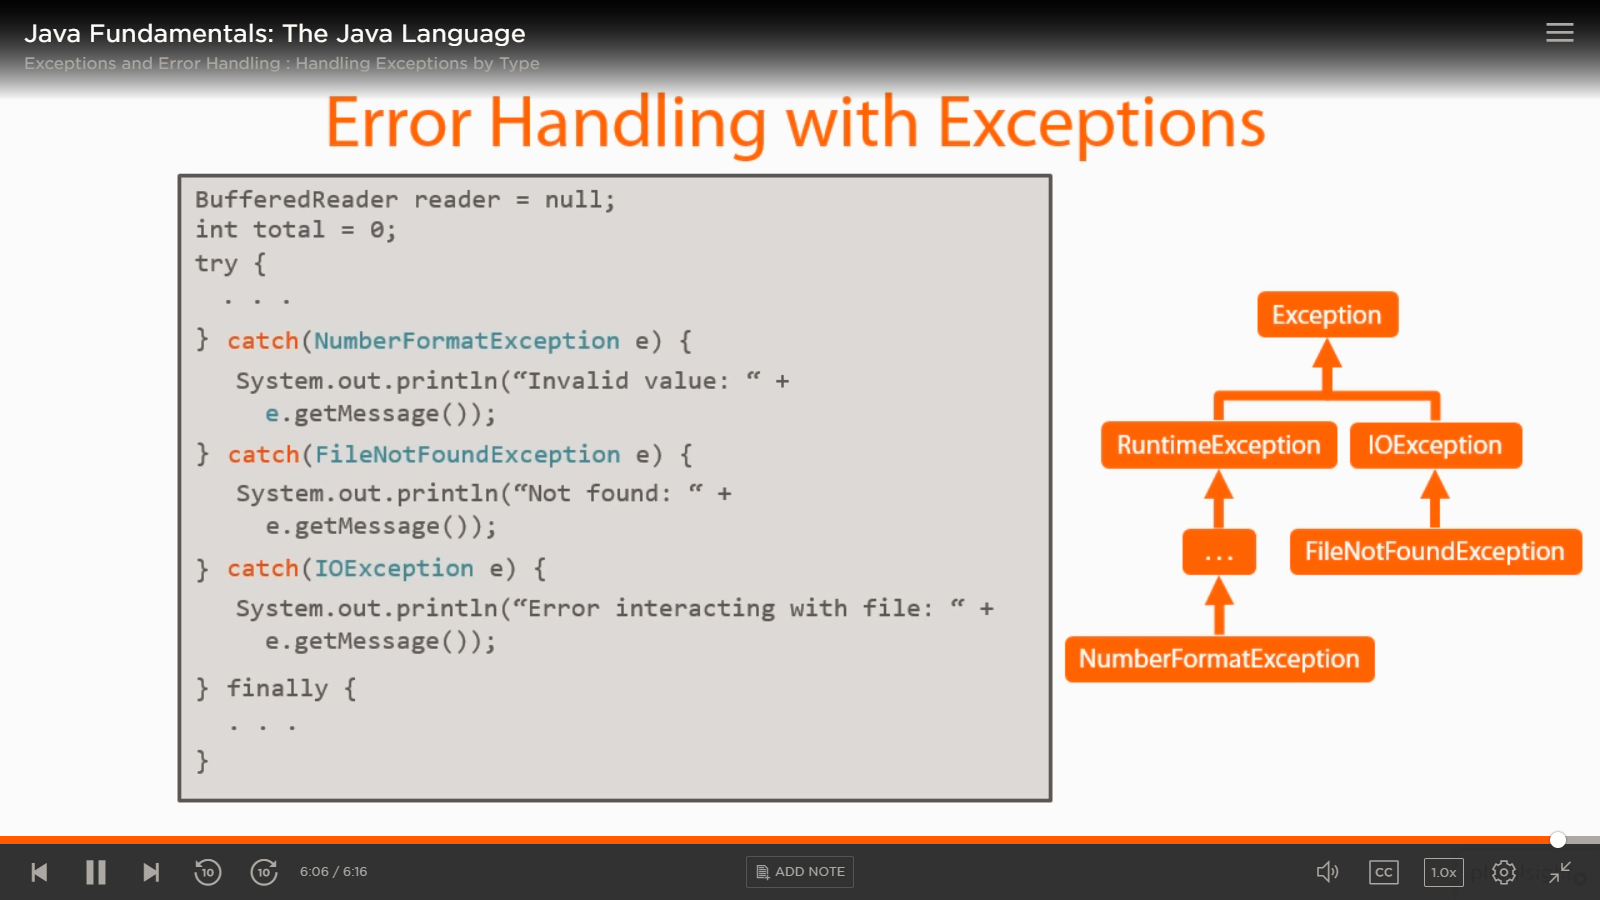 Java Fundamentals: The Java Language
Exceptions and Error Handling : Handling Exceptions by Type
Error Handling with Exceptions
BufferedReader reader = null;
int total = 0;
try {
. . .
} catch(NumberFormatException e) {
System.out.println(“Invalid value: “ +
e.getMessage());
} catch(FileNotFoundException e) {
System.out.println(“Not found: “ +
e.getMessage());
} catch(IOException e) {
System.out.println(“Error interacting with file: “ +
e.getMessage());
} finally {
. . .
}
Exception
RuntimeException IOException
... FileNotFoundException
NumberFormatException
10 10 6:06 / 6:16 ADD NOTE CC 1.0x